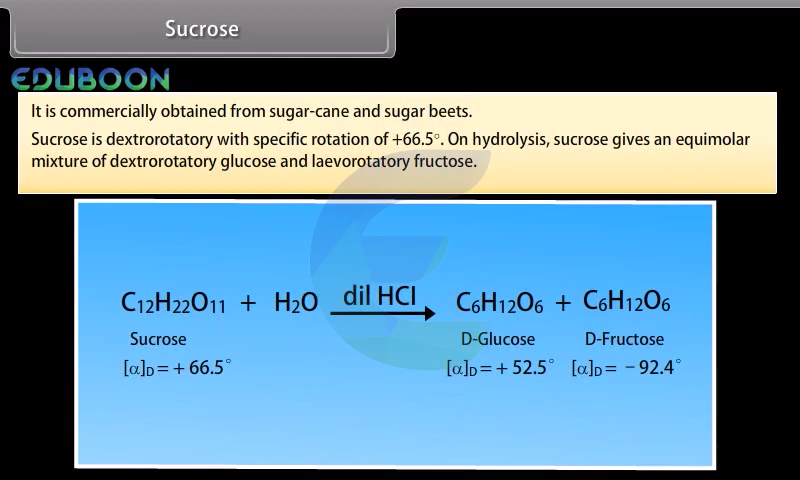 Sucrose
EDUBOON
It is commercially obtained from sugar-cane and sugar beets.
Sucrose is dextrorotatory with specific rotation of +66.5°. On hydrolysis, sucrose gives an equimolar
mixture of dextrorotatory glucose and laevorotatory fructose.
C₁₂H₂₂O₁₁ + H₂O dil HCl C₆H₁₂O₆ + C₆H₁₂O₆
Sucrose D-Glucose D-Fructose
[α]D = + 66.5° [α]D = + 52.5° [α]D = − 92.4°